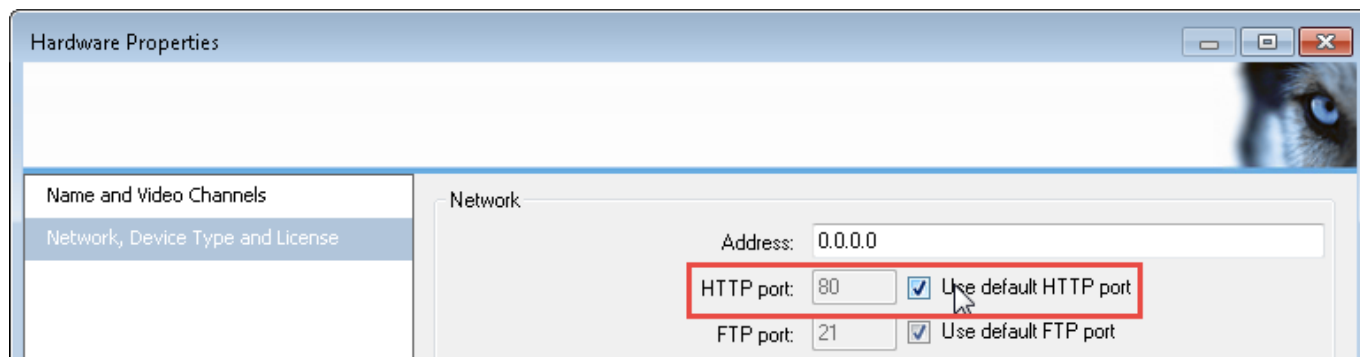 Hardware Properties
Name and Video Channels
Network, Device Type and License
Network
Address: 0.0.0.0
HTTP port: 80 Use default HTTP port
FTP port: 21 Use default FTP port